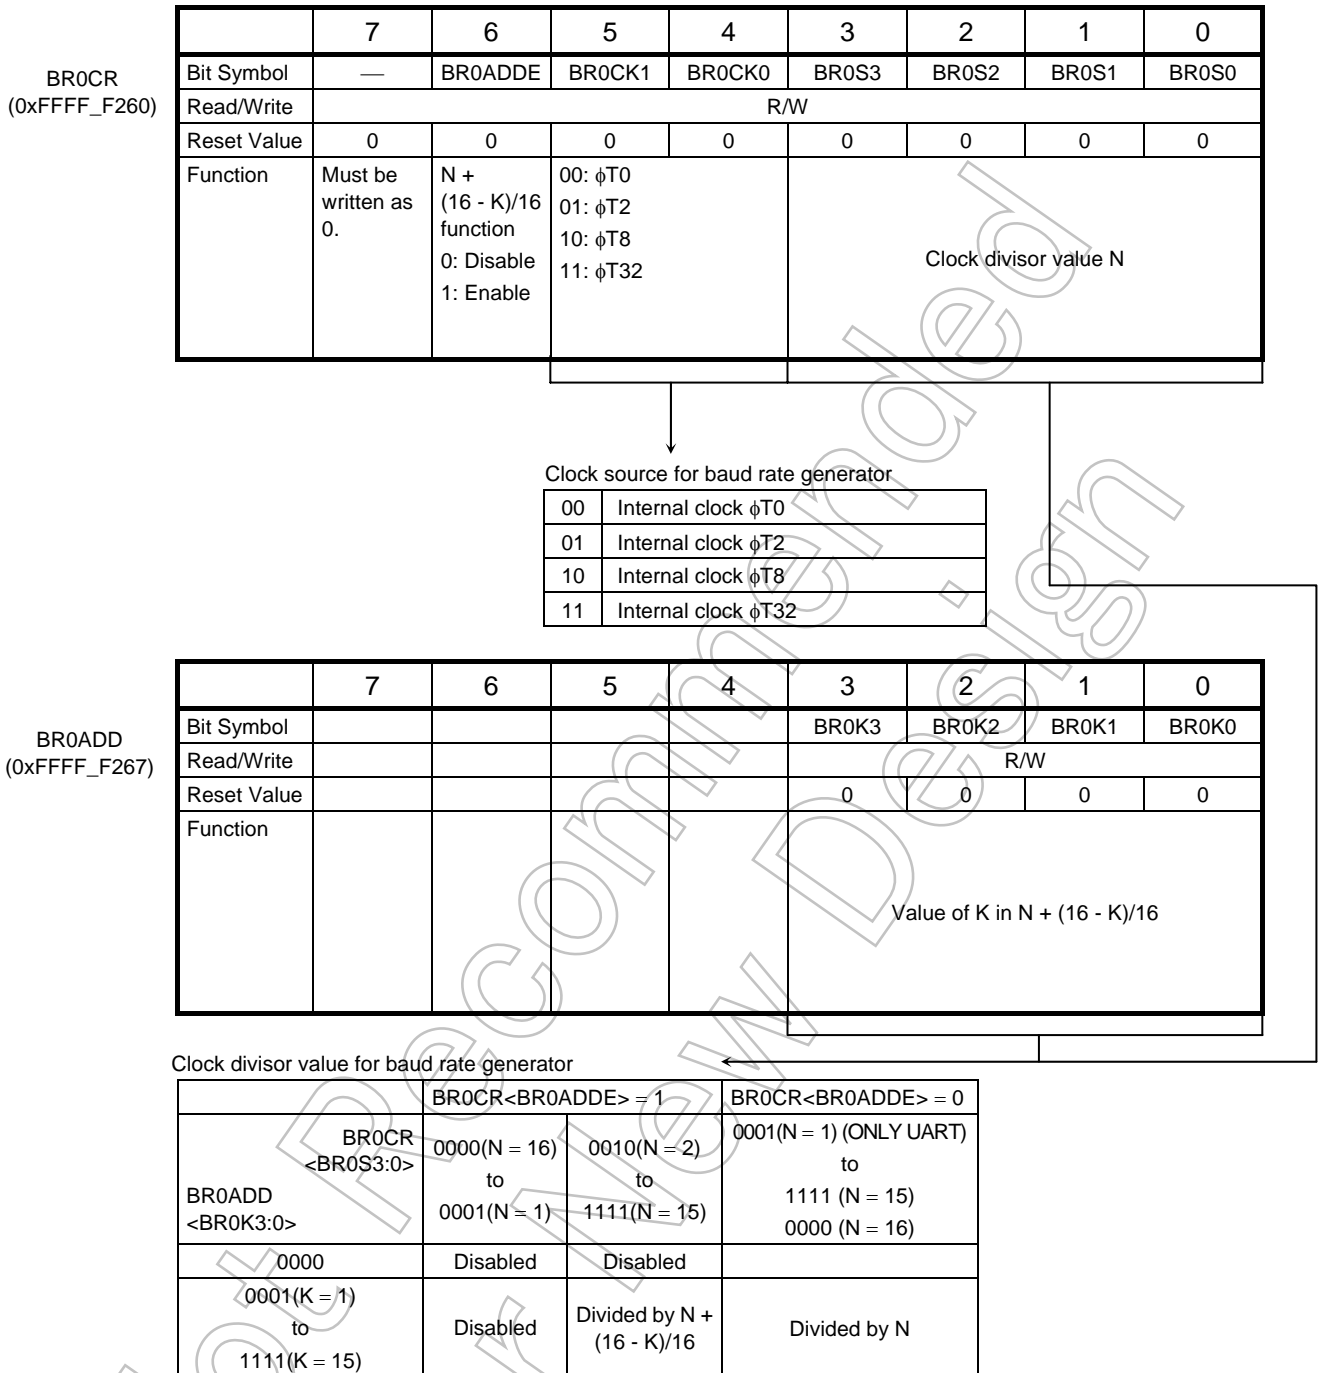 7 6 5 4 3 2 1 0
BR0CR
(0xFFFF_F260)
Bit Symbol — BR0ADDE BR0CK1 BR0CK0 BR0S3 BR0S2 BR0S1 BR0S0
Read/Write R/W
Reset Value 0 0 0 0 0 0 0 0
Function
Must be
written as
0.
N +
(16 - K)/16
function
0: Disable
1: Enable
00: ϕT0
01: ϕT2
10: ϕT8
11: ϕT32
Clock divisor value N
Clock source for baud rate generator
00 Internal clock ϕT0
01 Internal clock ϕT2
10 Internal clock ϕT8
11 Internal clock ϕT32
7 6 5 4 3 2 1 0
BR0ADD
(0xFFFF_F267)
Bit Symbol BR0K3 BR0K2 BR0K1 BR0K0
Read/Write R/W
Reset Value 0 0 0 0
Function
Value of K in N + (16 - K)/16
Clock divisor value for baud rate generator
BR0CR<BR0ADDE> = 1 BR0CR<BR0ADDE> = 0
BR0CR
<BR0S3:0>
BR0ADD
<BR0K3:0>
0000(N = 16)
to
0001(N = 1)
0010(N = 2)
to
1111(N = 15)
0001(N = 1) (ONLY UART)
to
1111 (N = 15)
0000 (N = 16)
0000 Disabled Disabled
0001(K = 1)
to
1111(K = 15)
Disabled
Divided by N +
(16 - K)/16
Divided by N
Not Recommended
for New Design